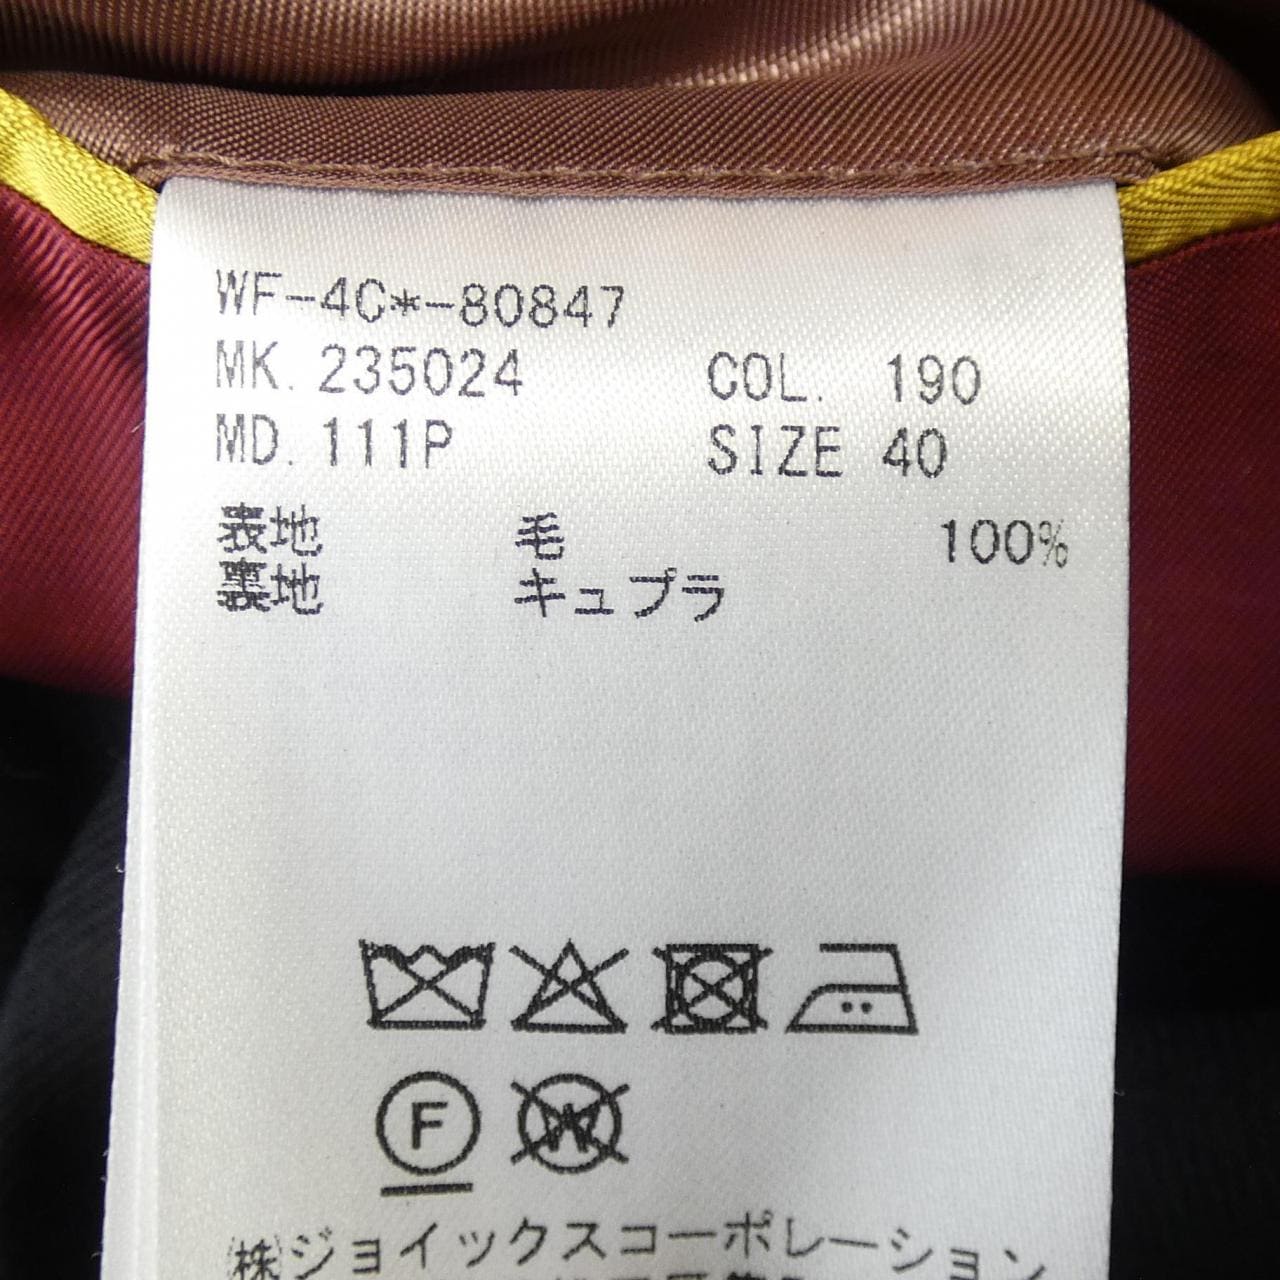 WF-4C*-80847
MK. 235024 COL. 190
MD. 111P SIZE 40
表地 毛 100%
裏地 キュプラ
F W
(株)ジョイックスコーポレーション